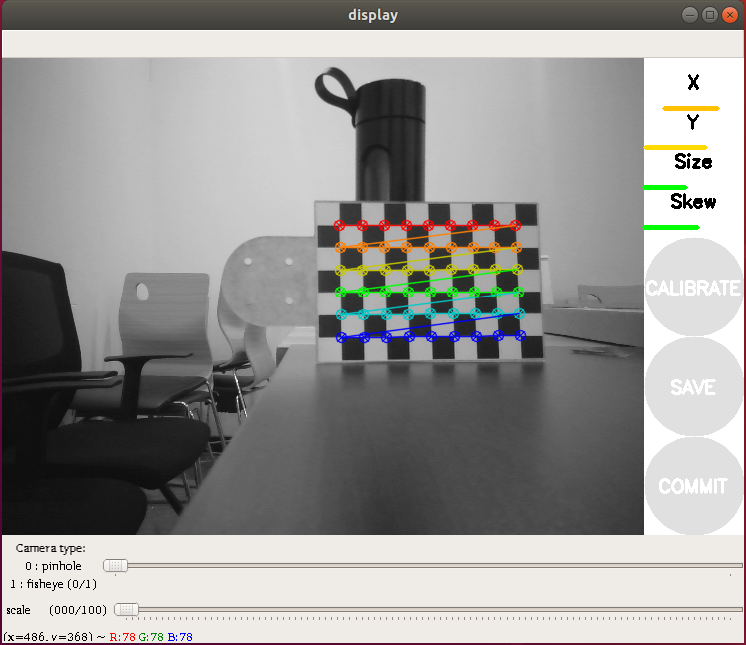 display
X
Y
Size
Skew
CALIBRATE
SAVE
COMMIT
Camera type:
0 : pinhole
1 : fisheye (0/1)
scale (000/100)
(x=486, y=368) ~ R:78 G:78 B:78